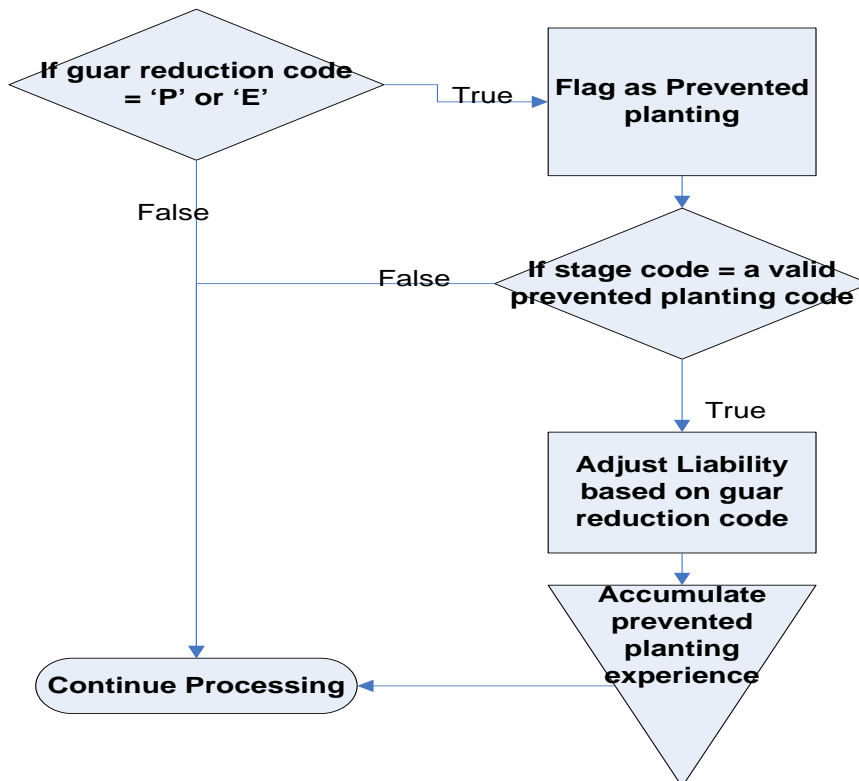 If guar reduction code
= ‘P’ or ‘E’
True
Flag as Prevented
planting
False
False
If stage code = a valid
prevented planting code
True
Adjust Liability
based on guar
reduction code
Accumulate
prevented
planting
experience
Continue Processing